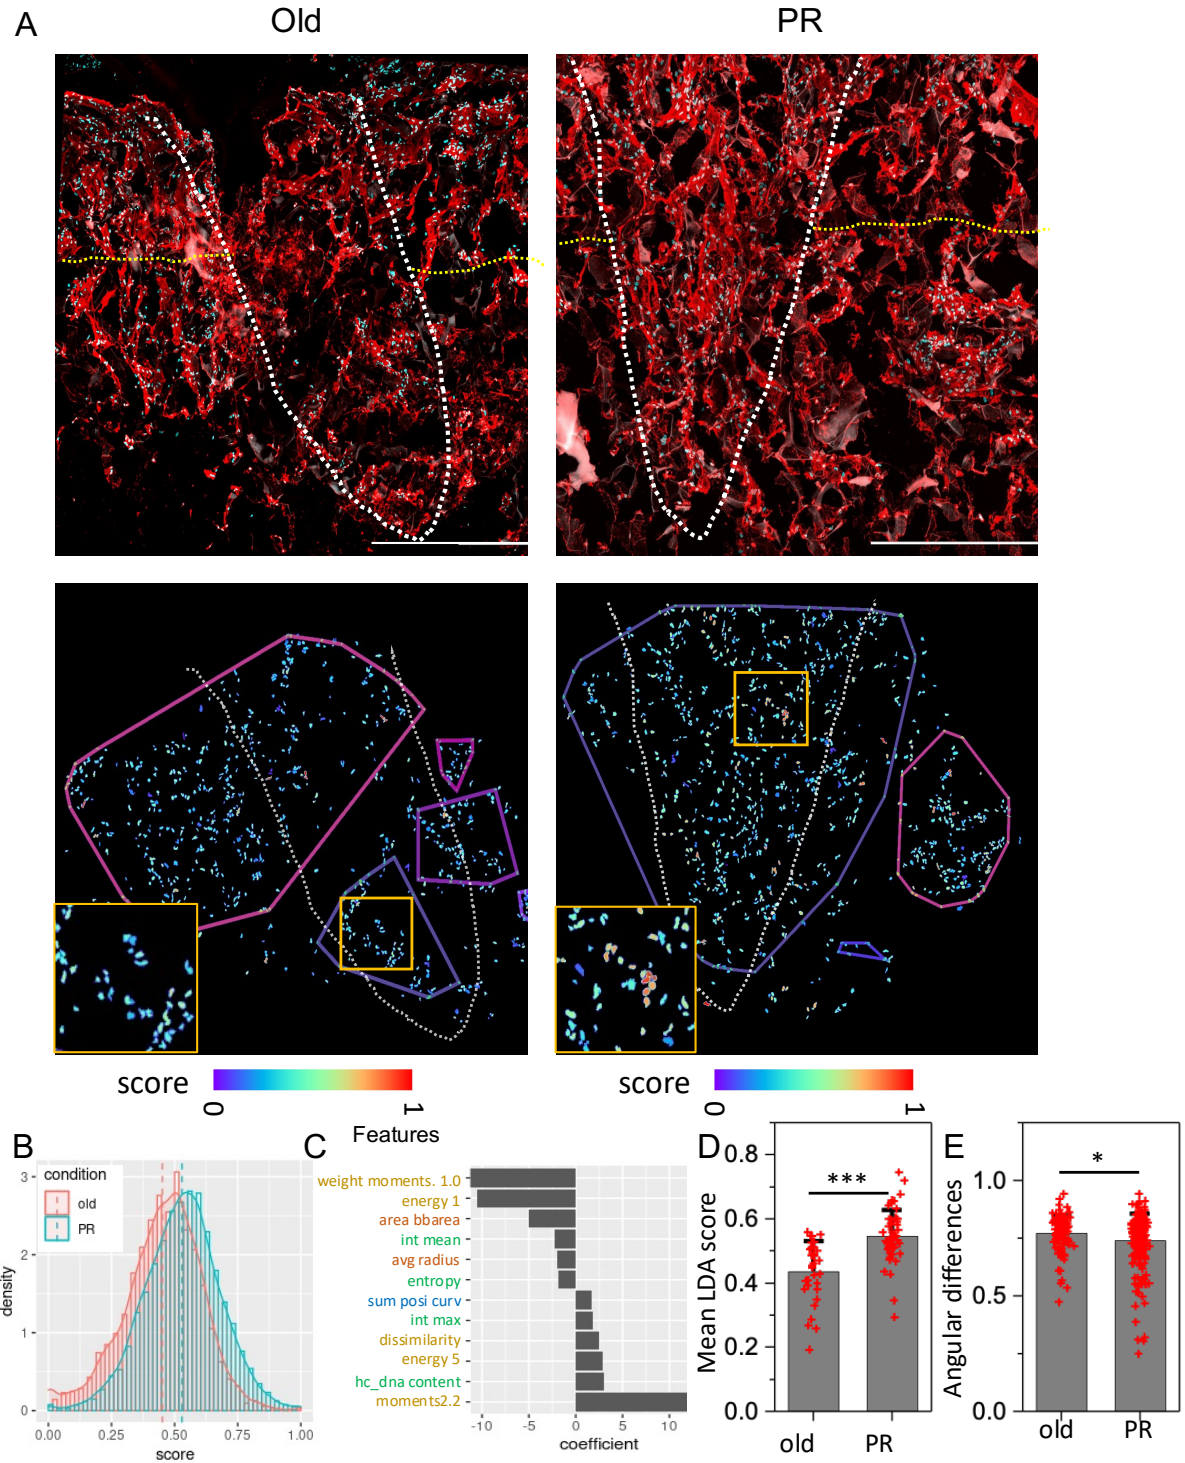 A
Old
PR
score
0
1
score
0
1
B
condition
old
PR
density
3
2
1
0
0.00
0.25
0.50
0.75
1.00
score
C
Features
weight moments. 1.0
energy 1
area bbarea
int mean
avg radius
entropy
sum posi curv
int max
dissimilarity
energy 5
hc_dna content
moments2.2
-10
-5
0
5
10
coefficient
D
Mean LDA score
0.8
0.6
0.4
0.2
0.0
***
old
PR
E
Angular differences
1.0
0.5
0.0
*
old
PR